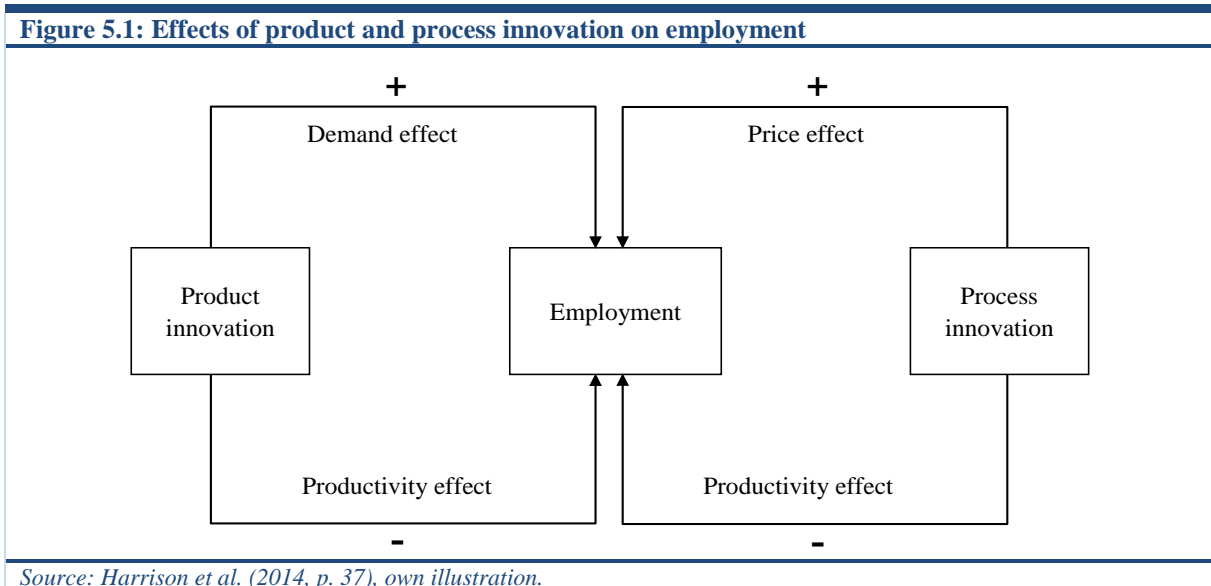 Figure 5.1: Effects of product and process innovation on employment
+
+
Demand effect
Price effect
Product
innovation
Employment
Process
innovation
Productivity effect
Productivity effect
-
-
Source: Harrison et al. (2014, p. 37), own illustration.